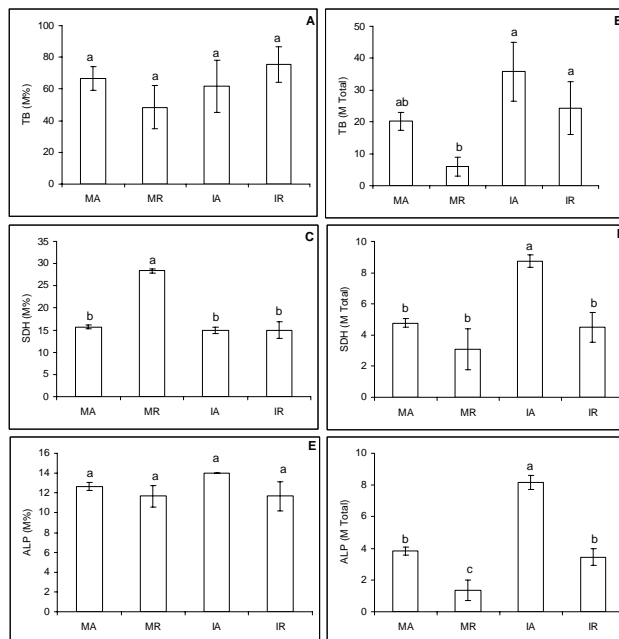 A
TB (M%)
100
80
60
40
20
0
a
a
a
a
MA
MR
IA
IR
TB (M Total)
50
40
30
20
10
0
ab
b
a
a
MA
MR
IA
IR
C
SDH (M%)
35
30
25
20
15
10
5
0
b
a
b
b
MA
MR
IA
IR
SDH (M Total)
10
8
6
4
2
0
b
b
a
b
MA
MR
IA
IR
E
ALP (M%)
16
14
12
10
8
6
4
2
0
a
a
a
a
MA
MR
IA
IR
ALP (M Total)
10
8
6
4
2
0
b
c
a
b
MA
MR
IA
IR